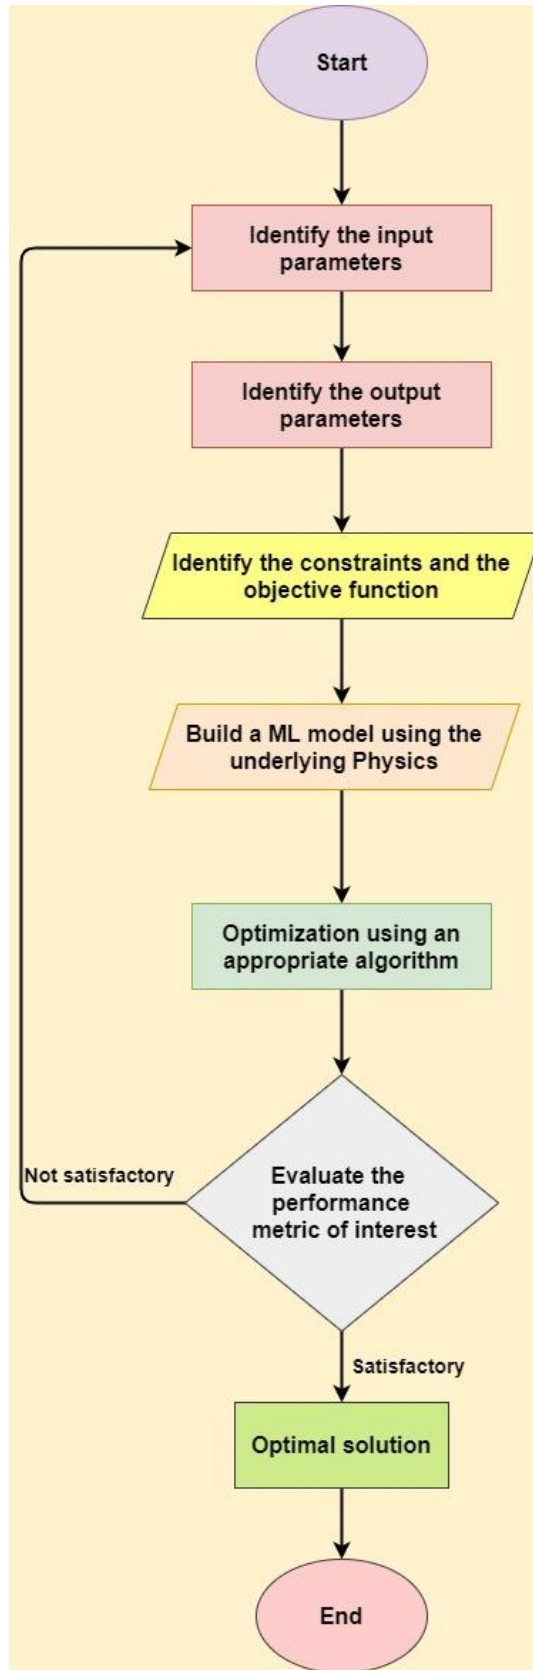 Start
Identify the input
parameters
Identify the output
parameters
Identify the constraints and the
objective function
Build a ML model using the
underlying Physics
Optimization using an
appropriate algorithm
Not satisfactory
Evaluate the
performance
metric of interest
Satisfactory
Optimal solution
End